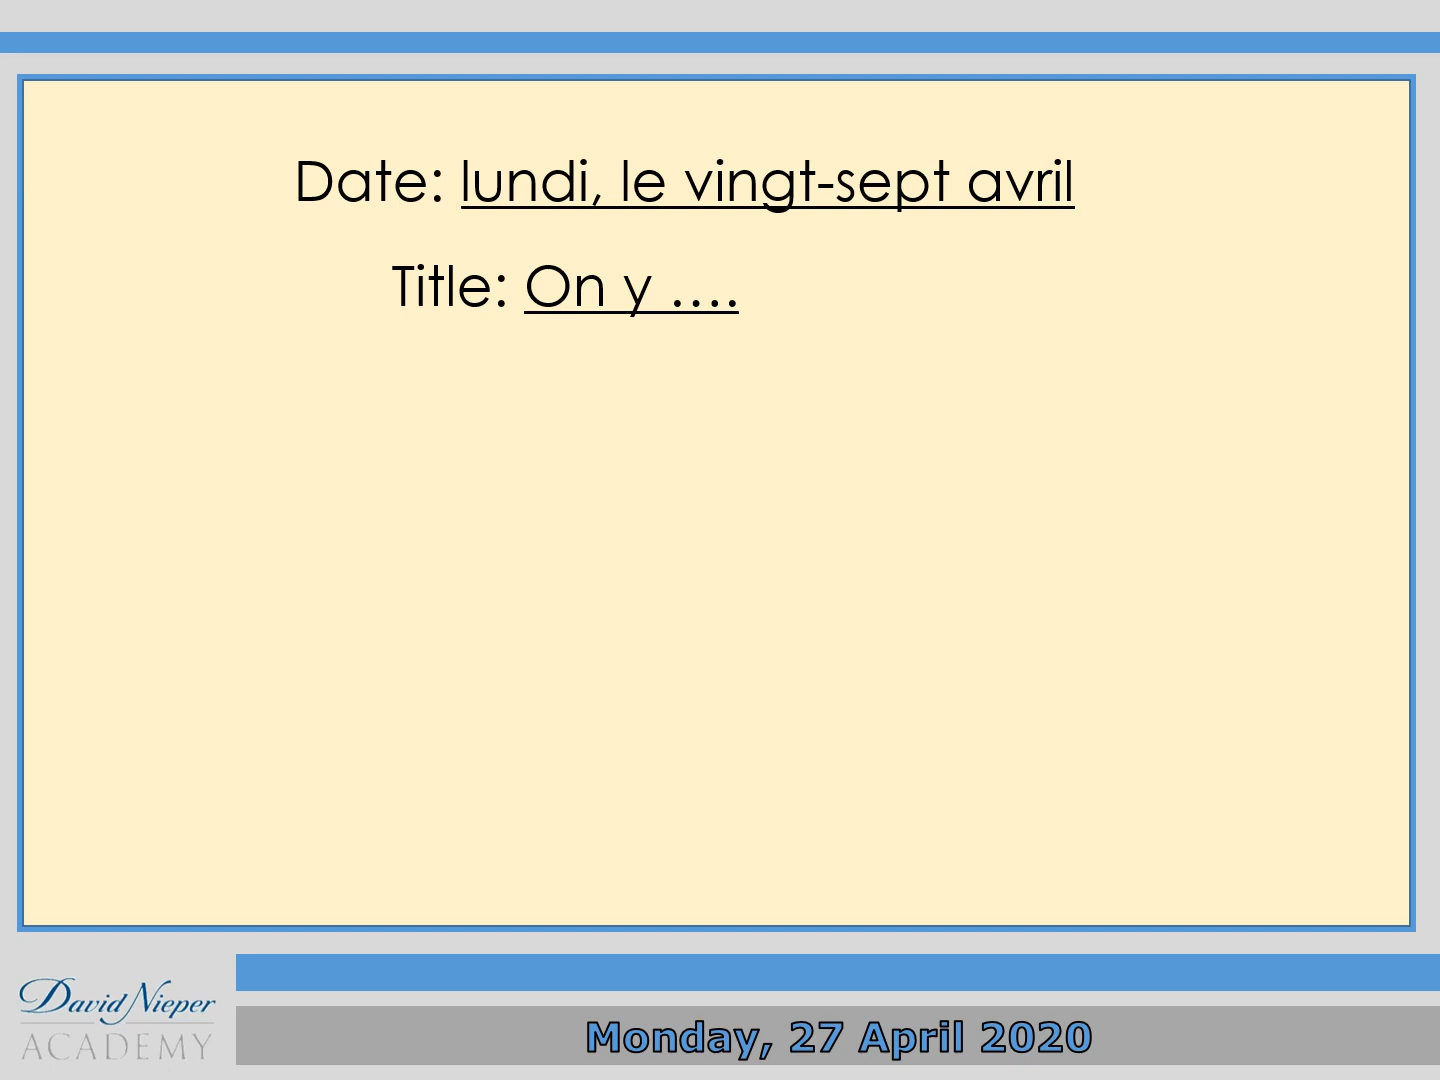 Date: lundi, le vingt-sept avril
Title: On y ....
David Nieper
ACADEMY
Monday, 27 April 2020